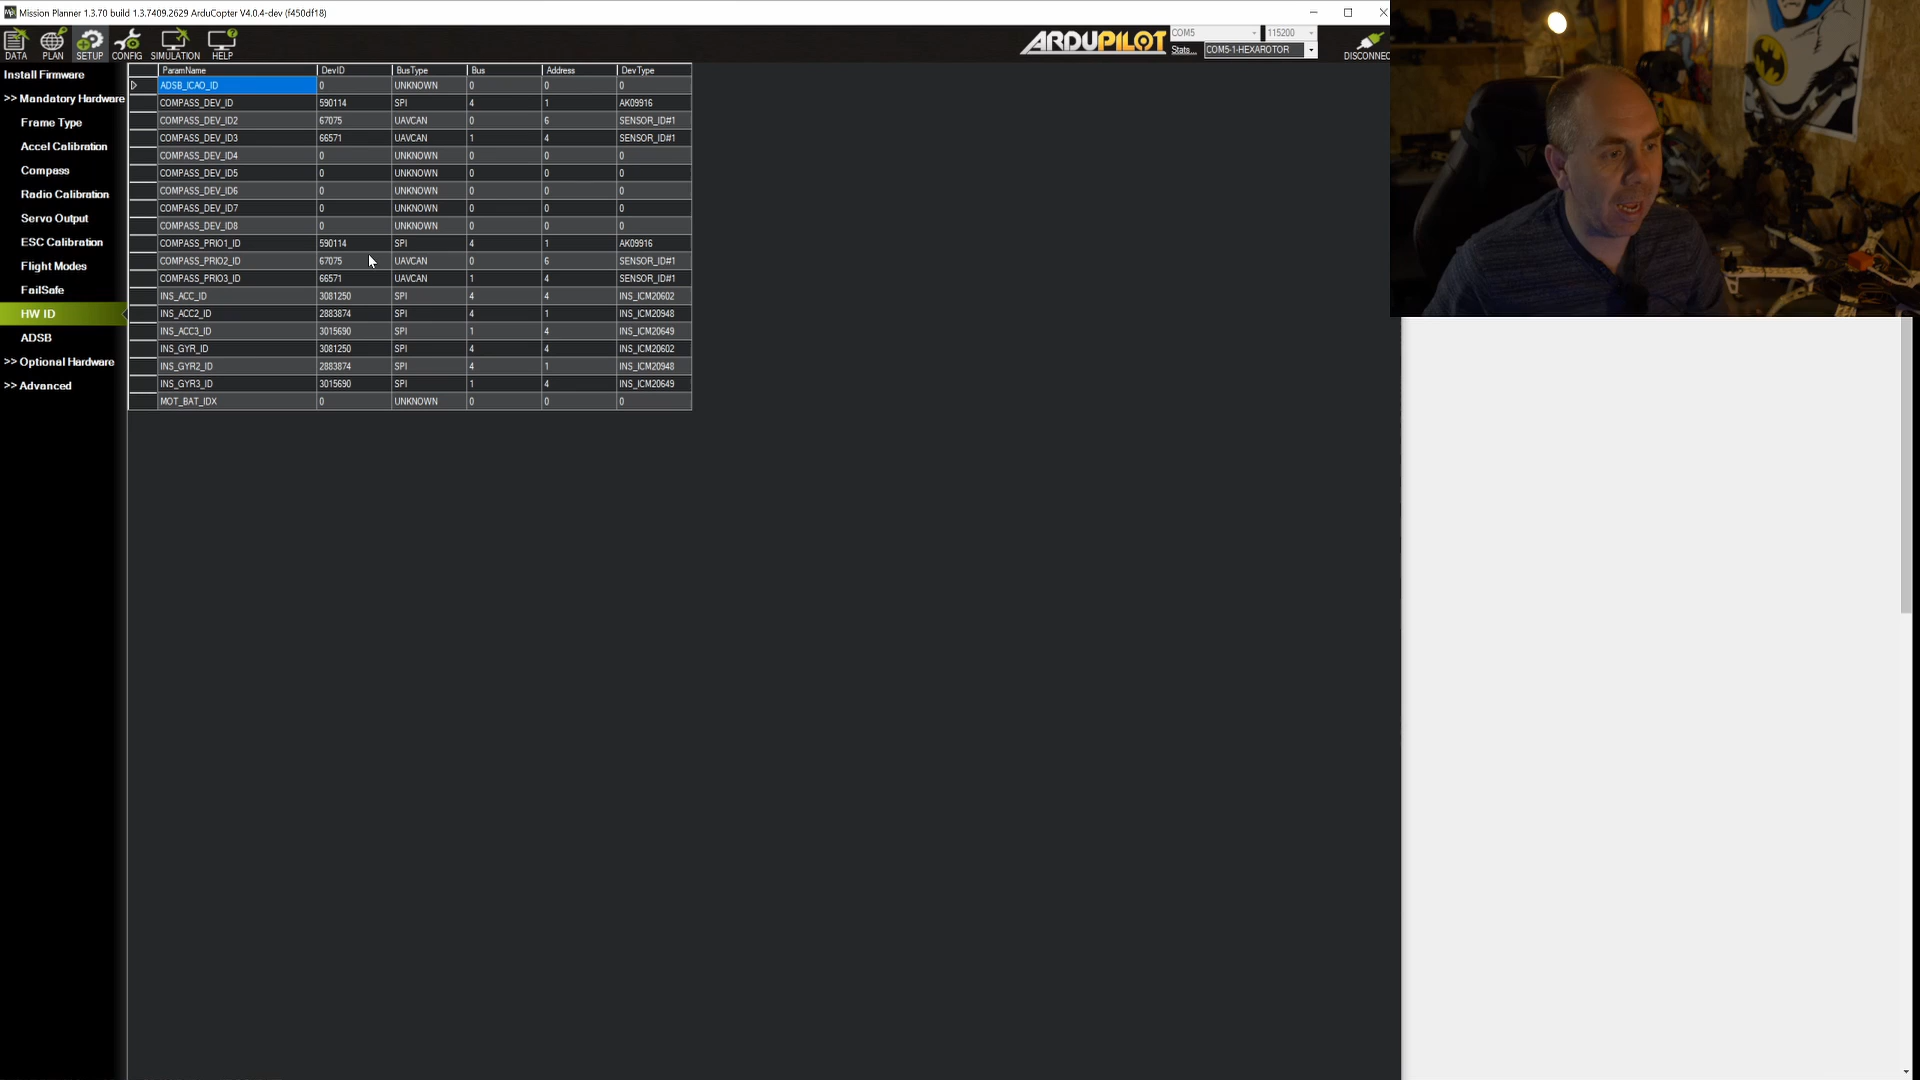 Mission Planner 1.3.70 build 1.3.7409.2629 ArduCopter V4.0.4-dev (f450df18)
DATA PLAN SETUP CONFIG SIMULATION HELP
ARDUPILOT
COM5 115200
Stats... COM5-1-HEXAROTOR
DISCONNEC
Install Firmware
>> Mandatory Hardware
Frame Type
Accel Calibration
Compass
Radio Calibration
Servo Output
ESC Calibration
Flight Modes
FailSafe
HW ID
ADSB
>> Optional Hardware
>> Advanced
ParamName DevID BusType Bus Address DevType
ADSB_ICAO_ID 0 UNKNOWN 0 0 0
COMPASS_DEV_ID 590114 SPI 4 1 AK09916
COMPASS_DEV_ID2 67075 UAVCAN 0 6 SENSOR_ID#1
COMPASS_DEV_ID3 66571 UAVCAN 1 4 SENSOR_ID#1
COMPASS_DEV_ID4 0 UNKNOWN 0 0 0
COMPASS_DEV_ID5 0 UNKNOWN 0 0 0
COMPASS_DEV_ID6 0 UNKNOWN 0 0 0
COMPASS_DEV_ID7 0 UNKNOWN 0 0 0
COMPASS_DEV_ID8 0 UNKNOWN 0 0 0
COMPASS_PRIO1_ID 590114 SPI 4 1 AK09916
COMPASS_PRIO2_ID 67075 UAVCAN 0 6 SENSOR_ID#1
COMPASS_PRIO3_ID 66571 UAVCAN 1 4 SENSOR_ID#1
INS_ACC_ID 3081250 SPI 4 4 INS_ICM20602
INS_ACC2_ID 2883874 SPI 4 1 INS_ICM20948
INS_ACC3_ID 3015690 SPI 1 4 INS_ICM20649
INS_GYR_ID 3081250 SPI 4 4 INS_ICM20602
INS_GYR2_ID 2883874 SPI 4 1 INS_ICM20948
INS_GYR3_ID 3015690 SPI 1 4 INS_ICM20649
MOT_BAT_IDX 0 UNKNOWN 0 0 0